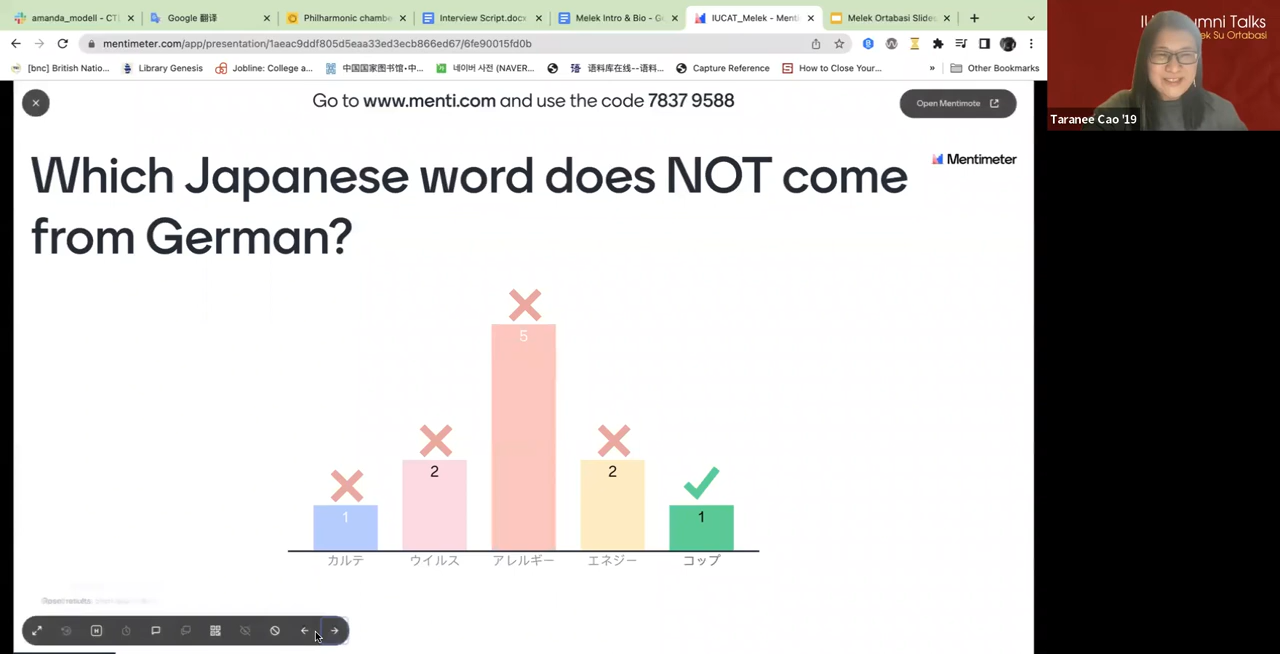 amanda_modell - CT
Google 翻译
Philharmonic chambe
Interview Script.docx
Melek Intro & Bio - G
IUCAT_Melek - Menti
Melek Ortabasi Slides
mentimeter.com/app/presentation/1aeac9ddf805d5eaa33ed3ecb866ed67/6fe90015fd0b
[bnc] British Natio...
Library Genesis
Jobline: College a...
中国国家图书馆•中...
네이버 사전 (NAVER...
语料库在线--语料...
Capture Reference
How to Close Your...
»
Other Bookmarks
Taranee Cao '19
Go to www.menti.com and use the code 7837 9588
Open Mentimote
Mentimeter
Which Japanese word does NOT come
from German?
1
2
5
2
1
カルテ
ウイルス
アレルギー
エネジー
コップ